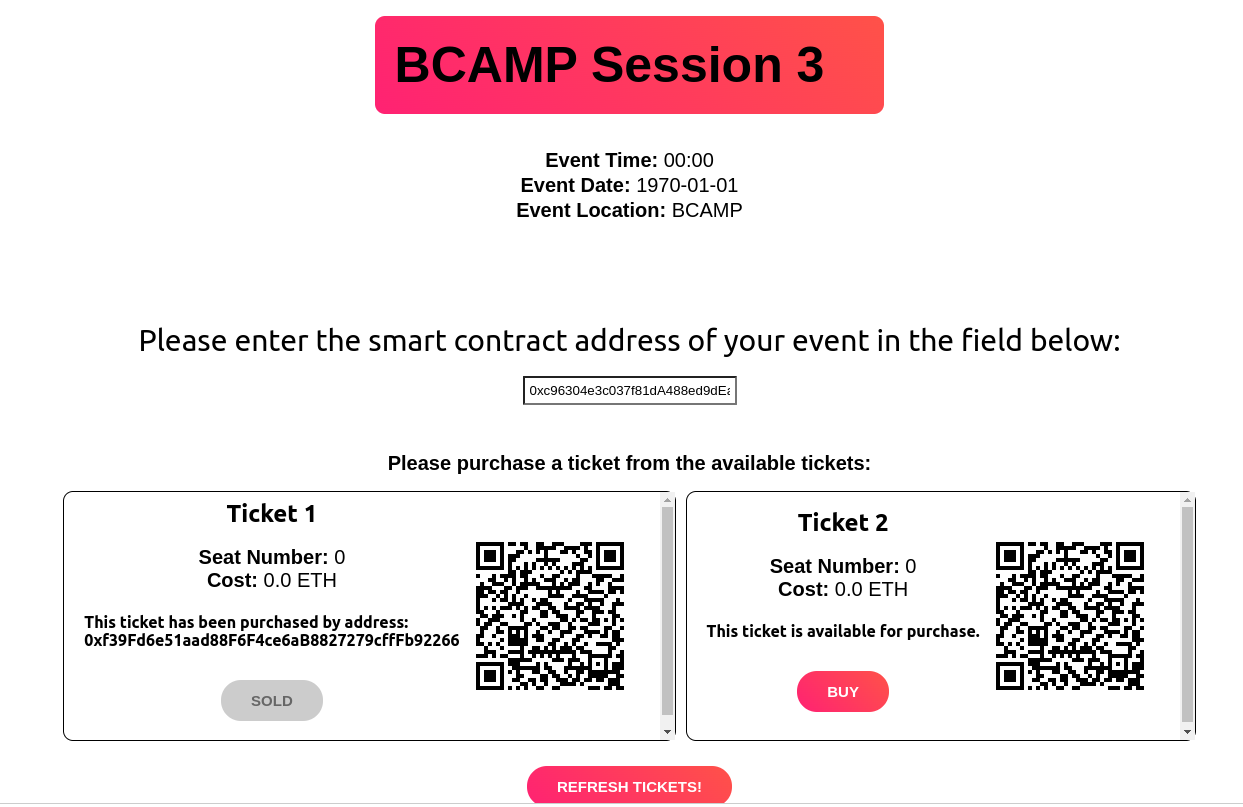 BCAMP Session 3
Event Time: 00:00
Event Date: 1970-01-01
Event Location: BCAMP
Please enter the smart contract address of your event in the field below:
0xc96304e3c037f81dA488ed9dEa
Please purchase a ticket from the available tickets:
Ticket 1
Seat Number: 0
Cost: 0.0 ETH
This ticket has been purchased by address:
0xf39Fd6e51aad88F6F4ce6aB8827279cffFb92266
SOLD
Ticket 2
Seat Number: 0
Cost: 0.0 ETH
This ticket is available for purchase.
BUY
REFRESH TICKETS!